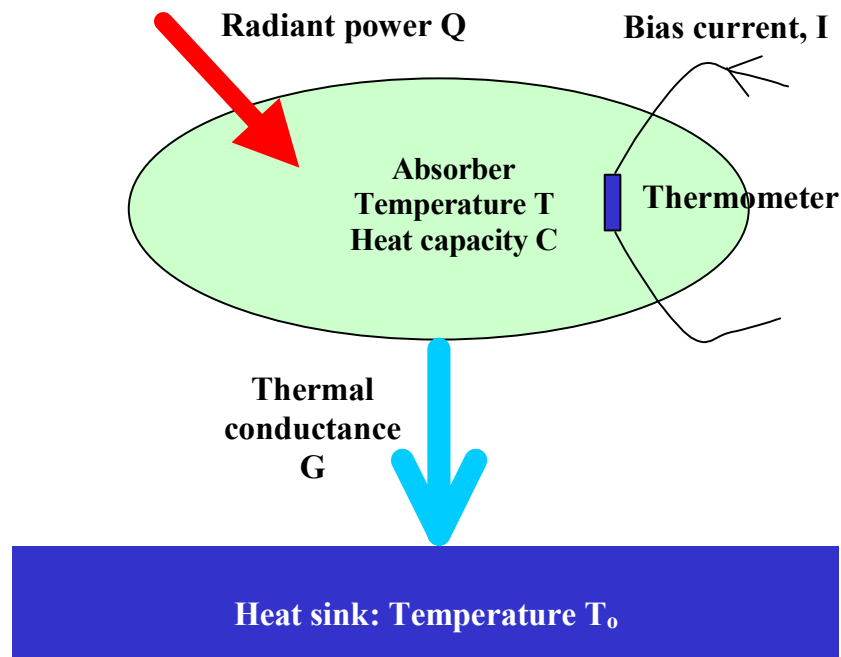 Radiant power Q
Bias current, I
Absorber
Temperature T
Heat capacity C
Thermometer
Thermal
conductance
G
Heat sink: Temperature Tₒ